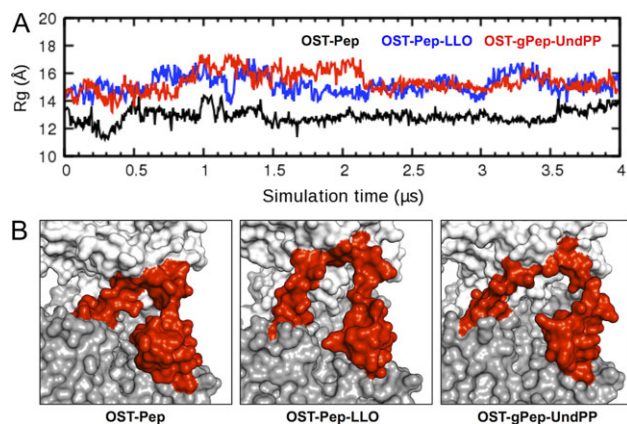 A
20
18
16
14
12
10
Rg (Å)
OST-Pep OST-Pep-LLO OST-gPep-UndPP
0 0.5 1 1.5 2 2.5 3 3.5 4
Simulation time (µs)
B
OST-Pep OST-Pep-LLO OST-gPep-UndPP